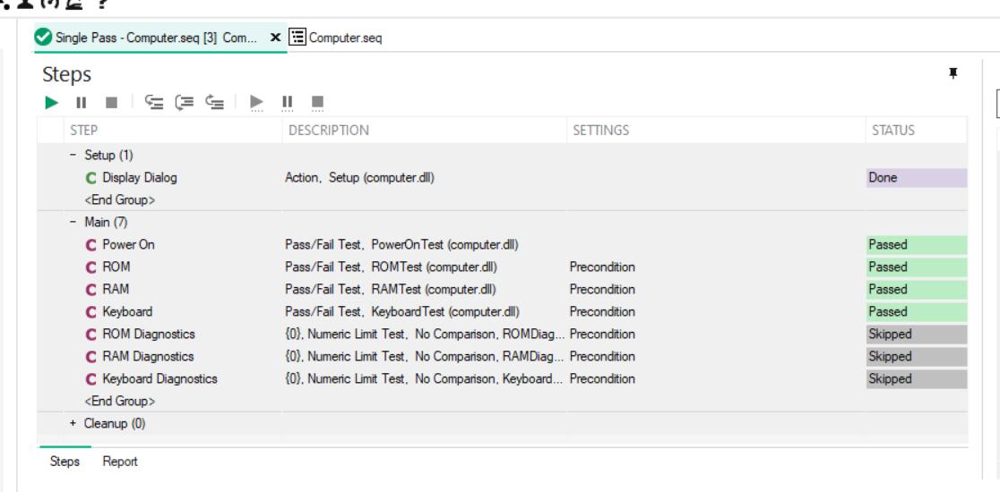 Single Pass - Computer.seq [3] Com... Computer.seq
Steps
STEP DESCRIPTION SETTINGS STATUS
Setup (1)
Display Dialog Action, Setup (computer.dll) Done
<End Group>
Main (7)
Power On Pass/Fail Test, PowerOnTest (computer.dll) Passed
ROM Pass/Fail Test, ROMTest (computer.dll) Precondition Passed
RAM Pass/Fail Test, RAMTest (computer.dll) Precondition Passed
Keyboard Pass/Fail Test, KeyboardTest (computer.dll) Precondition Passed
ROM Diagnostics {0}, Numeric Limit Test, No Comparison, ROMDiag... Precondition Skipped
RAM Diagnostics {0}, Numeric Limit Test, No Comparison, RAMDiag... Precondition Skipped
Keyboard Diagnostics {0}, Numeric Limit Test, No Comparison, Keyboard... Precondition Skipped
<End Group>
Cleanup (0)
Steps Report